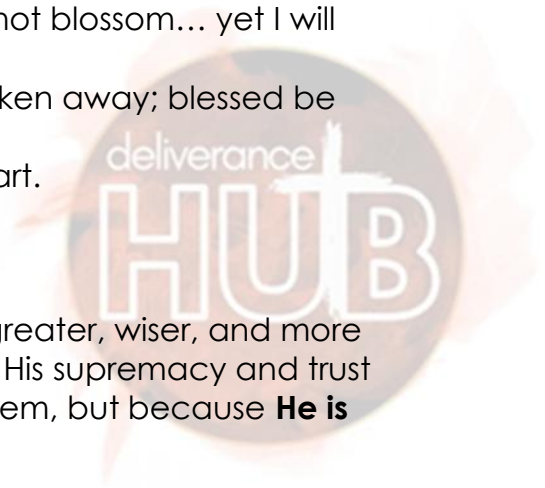 not blossom… yet I will
ken away; blessed be
deliverance
art.
HUB
greater, wiser, and more
His supremacy and trust
em, but because He is